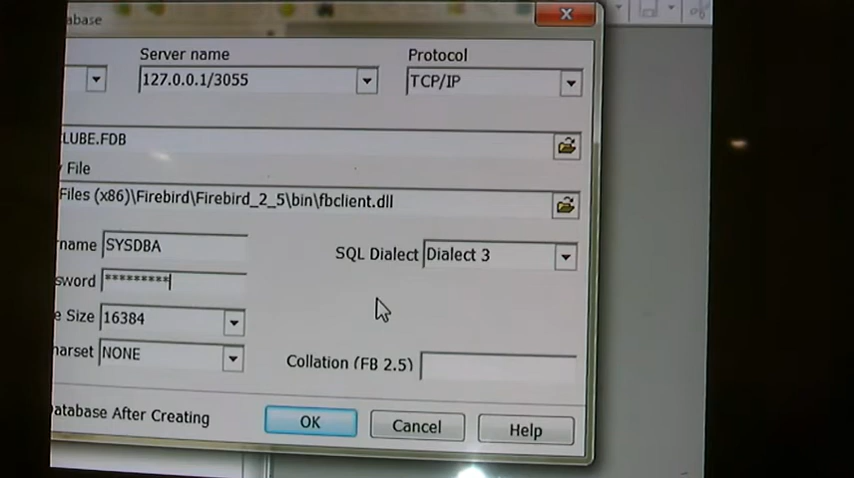 abase
Server name
Protocol
127.0.0.1/3055
TCP/IP
LUBE.FDB
File
Files (x86)\Firebird\Firebird_2_5\bin\fbclient.dll
rname SYSDBA
SQL Dialect Dialect 3
sword *********
e Size 16384
harset NONE
Collation (FB 2.5)
atabase After Creating
OK
Cancel
Help